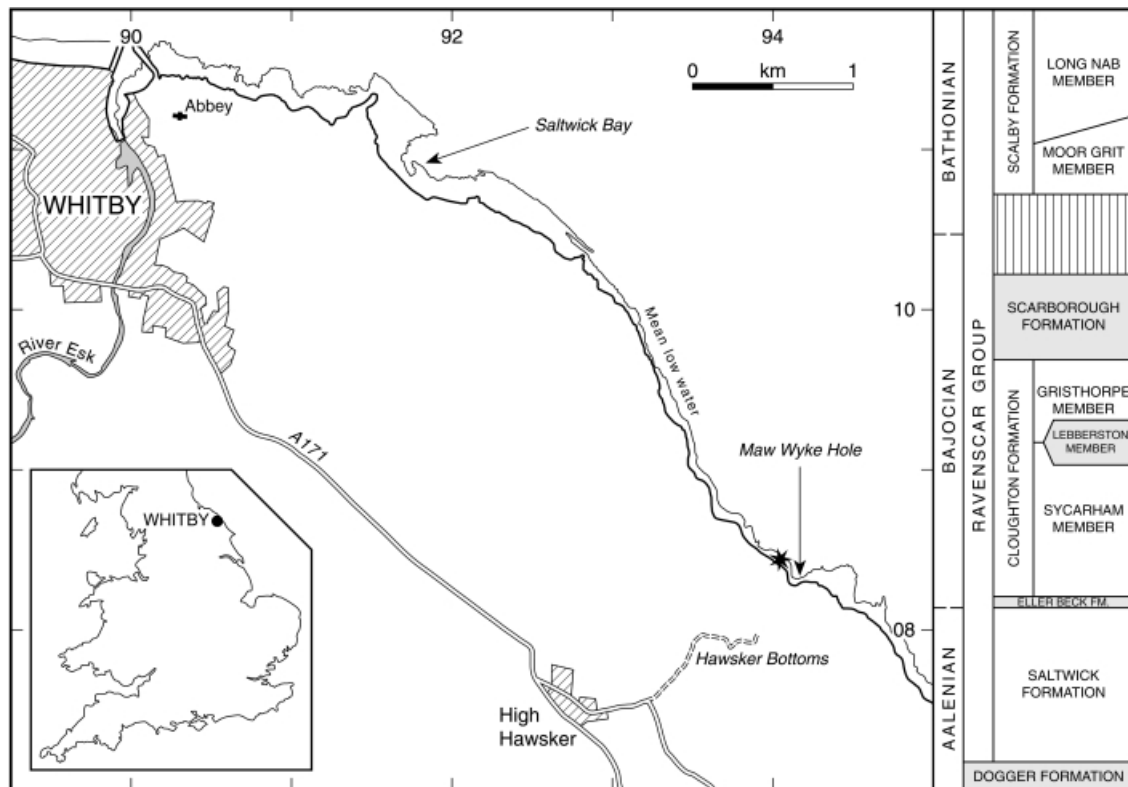 90
92
94
0 km 1
Abbey
Saltwick Bay
WHITBY
10
River Esk
Mean low water
A171
Maw Wyke Hole
WHITBY
08
Hawsker Bottoms
High
Hawsker
BATHONIAN
BAJOCIAN
AALENIAN
RAVENSCAR GROUP
SCALBY FORMATION
LONG NAB
MEMBER
MOOR GRIT
MEMBER
SCARBOROUGH
FORMATION
CLOUGHTON FORMATION
GRISTHORPE
MEMBER
LEBBERSTON
MEMBER
SYCARHAM
MEMBER
ELLER BECK FM.
SALTWICK
FORMATION
DOGGER FORMATION